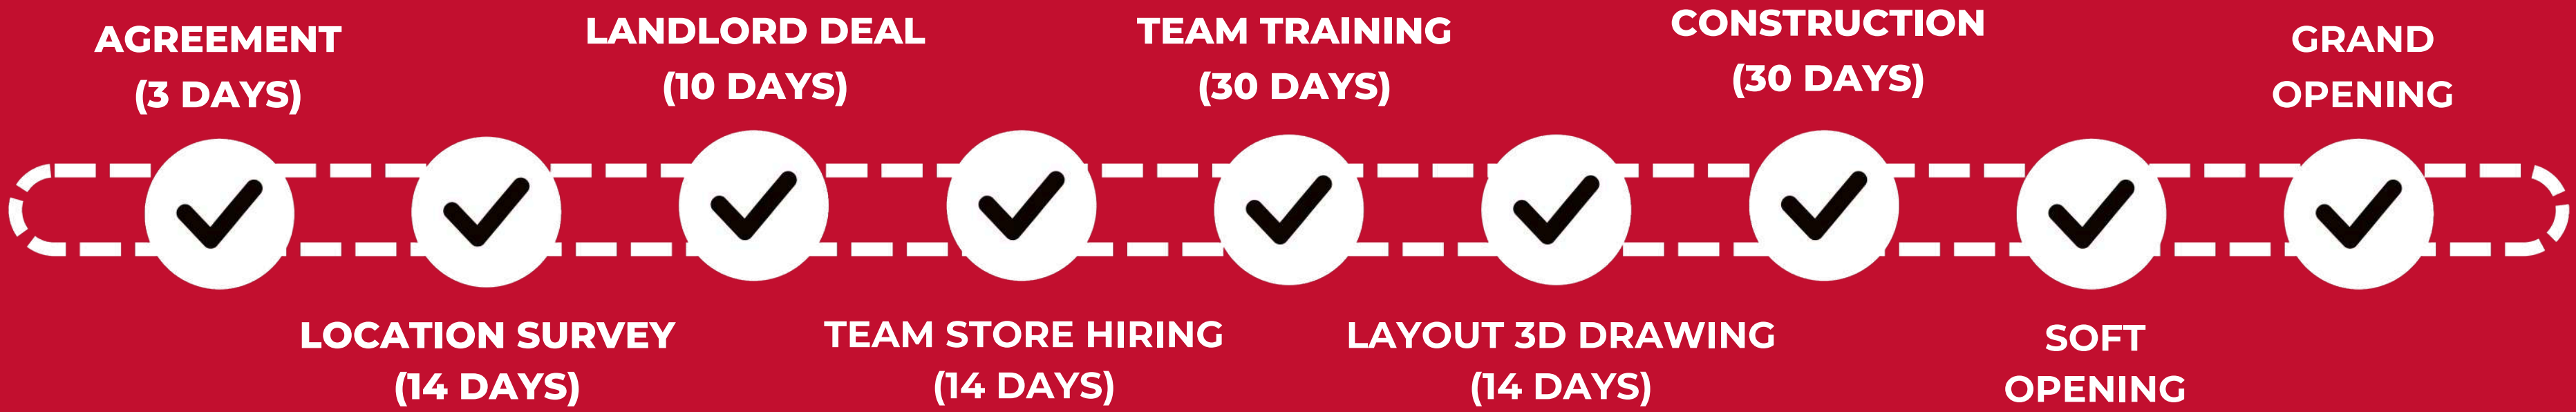 AGREEMENT
(3 DAYS)
LOCATION SURVEY
(14 DAYS)
LANDLORD DEAL
(10 DAYS)
TEAM STORE HIRING
(14 DAYS)
TEAM TRAINING
(30 DAYS)
LAYOUT 3D DRAWING
(14 DAYS)
CONSTRUCTION
(30 DAYS)
SOFT
OPENING
GRAND
OPENING